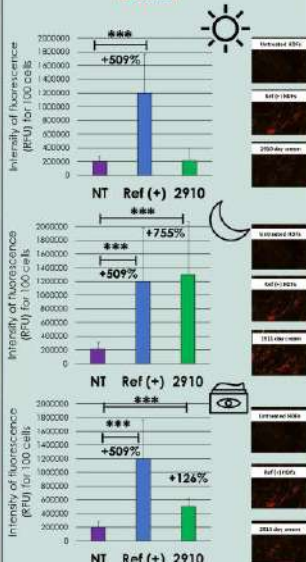 Intensity of fluorescence
(RFU) for 100 cells
2000000
1800000
1600000
1400000
1200000
1000000
800000
600000
400000
200000
0
***
+509%
NT Ref (+) 2910
Untreated HDFs
Ref (+) HDFs
2910 day cream
Intensity of fluorescence
(RFU) for 100 cells
2000000
1800000
1600000
1400000
1200000
1000000
800000
600000
400000
200000
0
***
+755%
***
+509%
NT Ref (+) 2910
Untreated HDFs
Ref (+) HDFs
Intensity of fluorescence
(RFU) for 100 cells
2000000
1800000
1600000
1400000
1200000
1000000
800000
600000
400000
200000
0
***
***
+509%
+126%
NT Ref (+) 2910
Untreated HDFs
Ref (+) HDFs